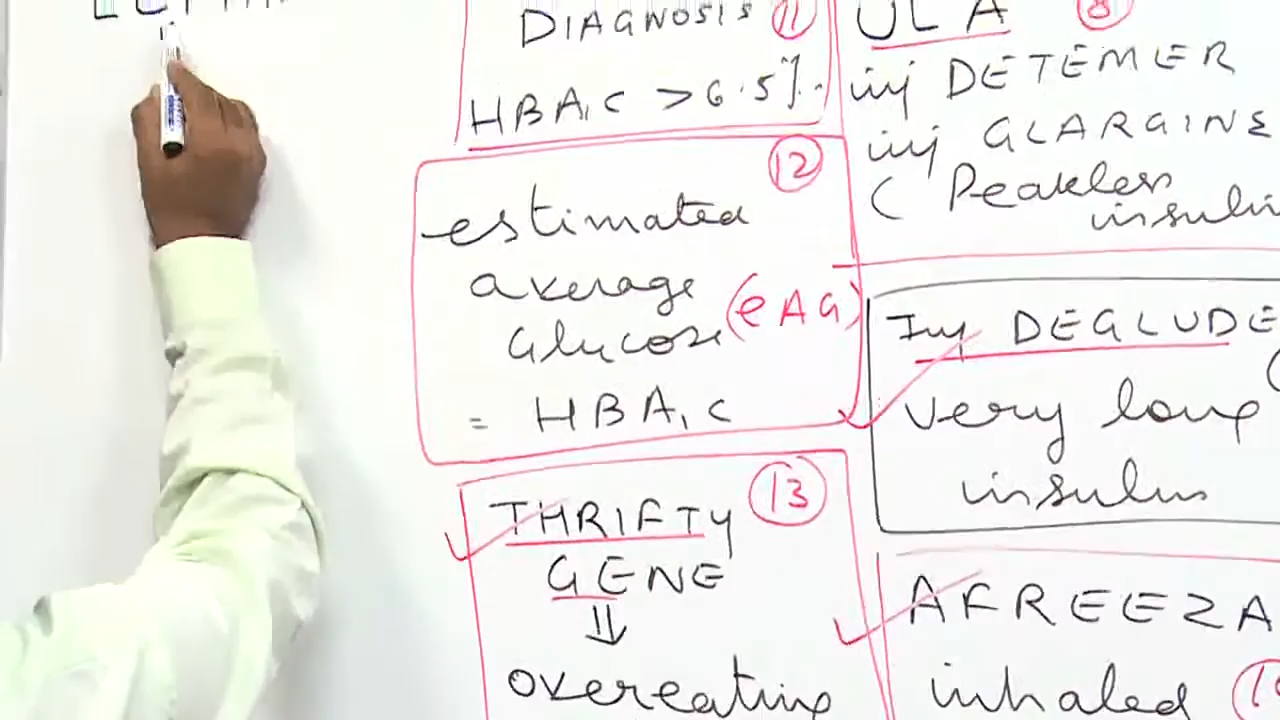 DIAGNOSIS 11
HBA1C > 6.5%.
12
estimated
average (eAG)
Glucose
= HBA1C
13
THRIFTY
GENE
⇓
overeating
ULA 8
inj DETEMER
inj GLARGINE
( Peakless
insulin
Inj DEGLUDE
very long
insulin
AFREEZA
inhaled